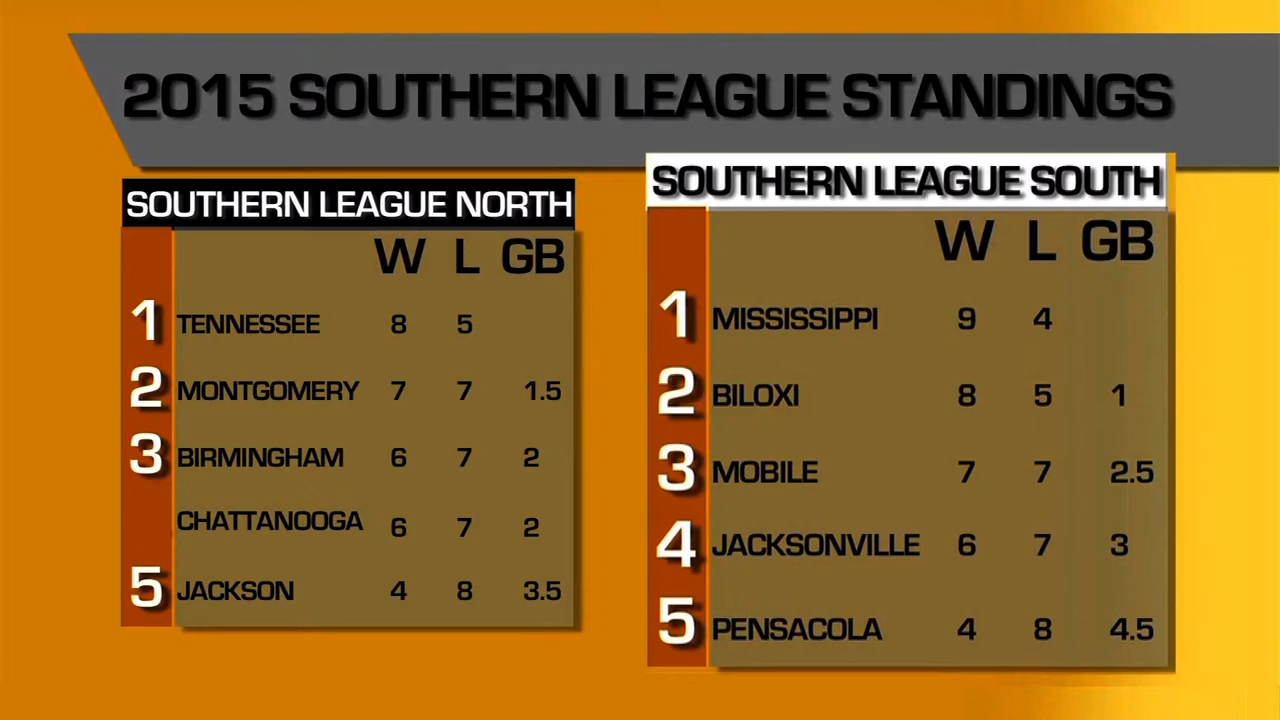 2015 SOUTHERN LEAGUE STANDINGS
SOUTHERN LEAGUE NORTH
W L GB
1 TENNESSEE 8 5
2 MONTGOMERY 7 7 1.5
3 BIRMINGHAM 6 7 2
CHATTANOOGA 6 7 2
5 JACKSON 4 8 3.5
SOUTHERN LEAGUE SOUTH
W L GB
1 MISSISSIPPI 9 4
2 BILOXI 8 5 1
3 MOBILE 7 7 2.5
4 JACKSONVILLE 6 7 3
5 PENSACOLA 4 8 4.5